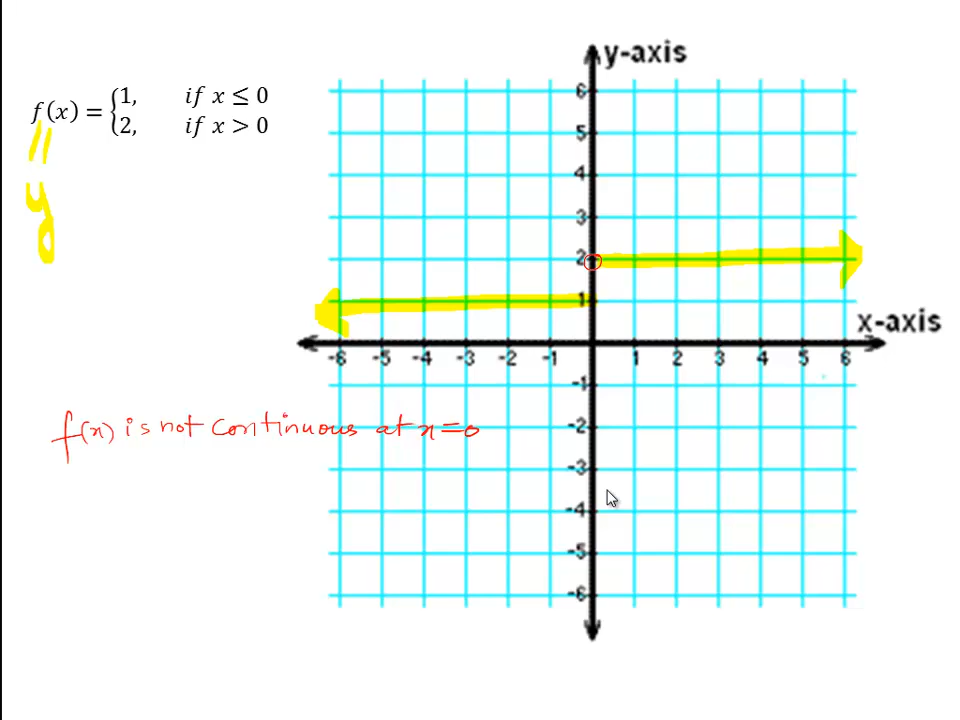 y-axis
f(x) = {1, if x ≤ 0
2, if x > 0
= y
6
5
4
3
2
1
x-axis
-6 -5 -4 -3 -2 -1 1 2 3 4 5 6
-1
f(x) is not continuous at x=0
-2
-3
-4
-5
-6